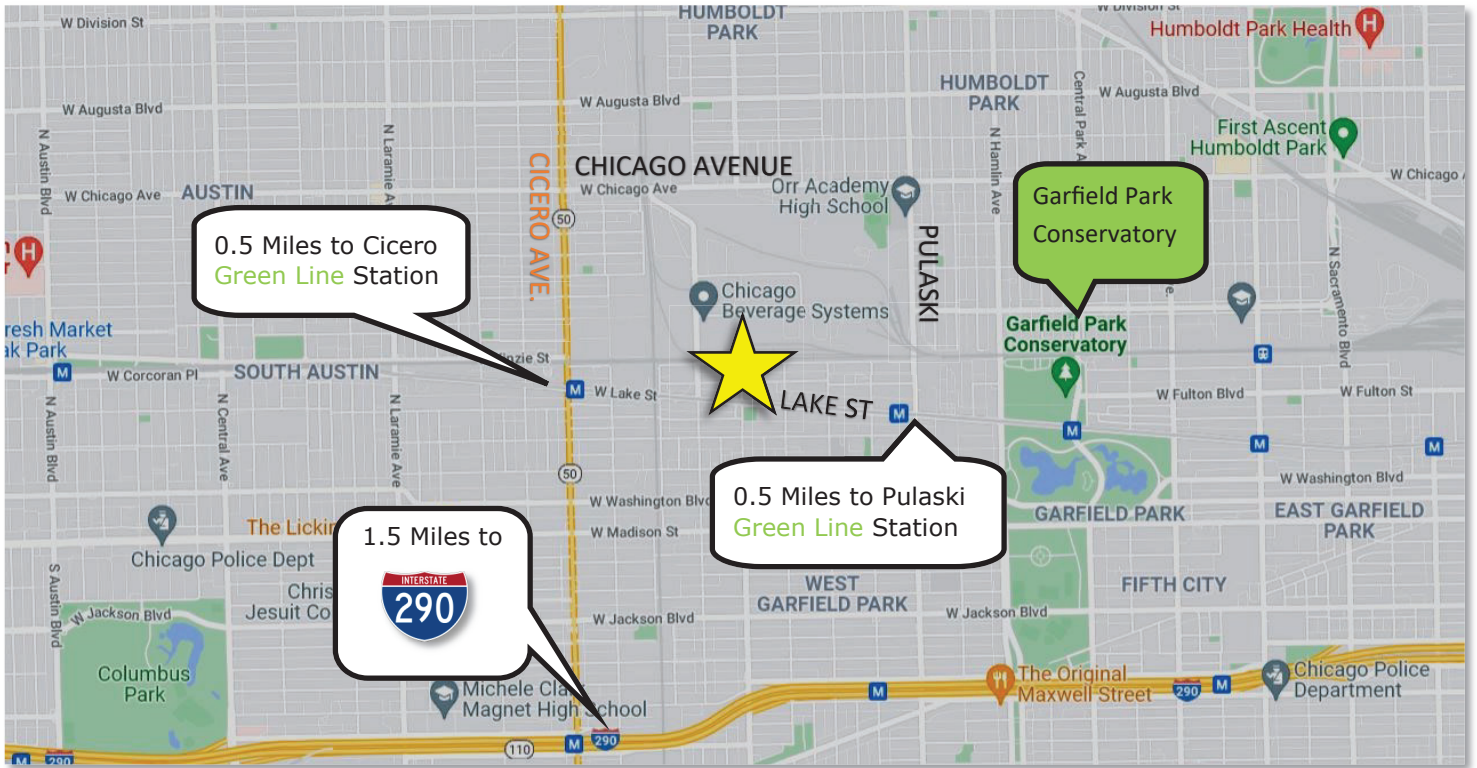 W Division St
HUMBOLDT
PARK
W Division St
Humboldt Park Health
H
W Augusta Blvd
W Augusta Blvd
HUMBOLDT
PARK
Central Park A
W Augusta Blvd
First Ascent
Humboldt Park
N Austin Blvd
N Laramie Av
N Hamlin Ave
CICERO AVE.
CHICAGO AVENUE
W Chicago Ave
AUSTIN
W Chicago Ave
Orr Academy
High School
W Chicago
Garfield Park
Conservatory
50
0.5 Miles to Cicero
Green Line Station
H
PULASKI
N Sacramento Blvd
Chicago
Beverage Systems
Garfield Park
Conservatory
resh Market
ak Park
M
W Corcoran Pl
SOUTH AUSTIN
nzie St
M
W Lake St
LAKE ST
M
W Fulton Blvd
W Fulton St
M
M
M
N Austin Blvd
N Central Ave
N Laramie Ave
50
0.5 Miles to Pulaski
Green Line Station
W Washington Blvd
W Washington Blvd
W Madison St
GARFIELD PARK
EAST GARFIELD
PARK
The Lickin
1.5 Miles to
INTERSTATE
290
Chicago Police Dept
WEST
GARFIELD PARK
FIFTH CITY
S Austin Blvd
W Jackson Blvd
Chris
Jesuit Co
W Jackson Blvd
W Jackson Blvd
Columbus
Park
Michele Cla
Magnet High School
M
The Original
Maxwell Street
290
M
Chicago Police
Department
110
M
290
M
290